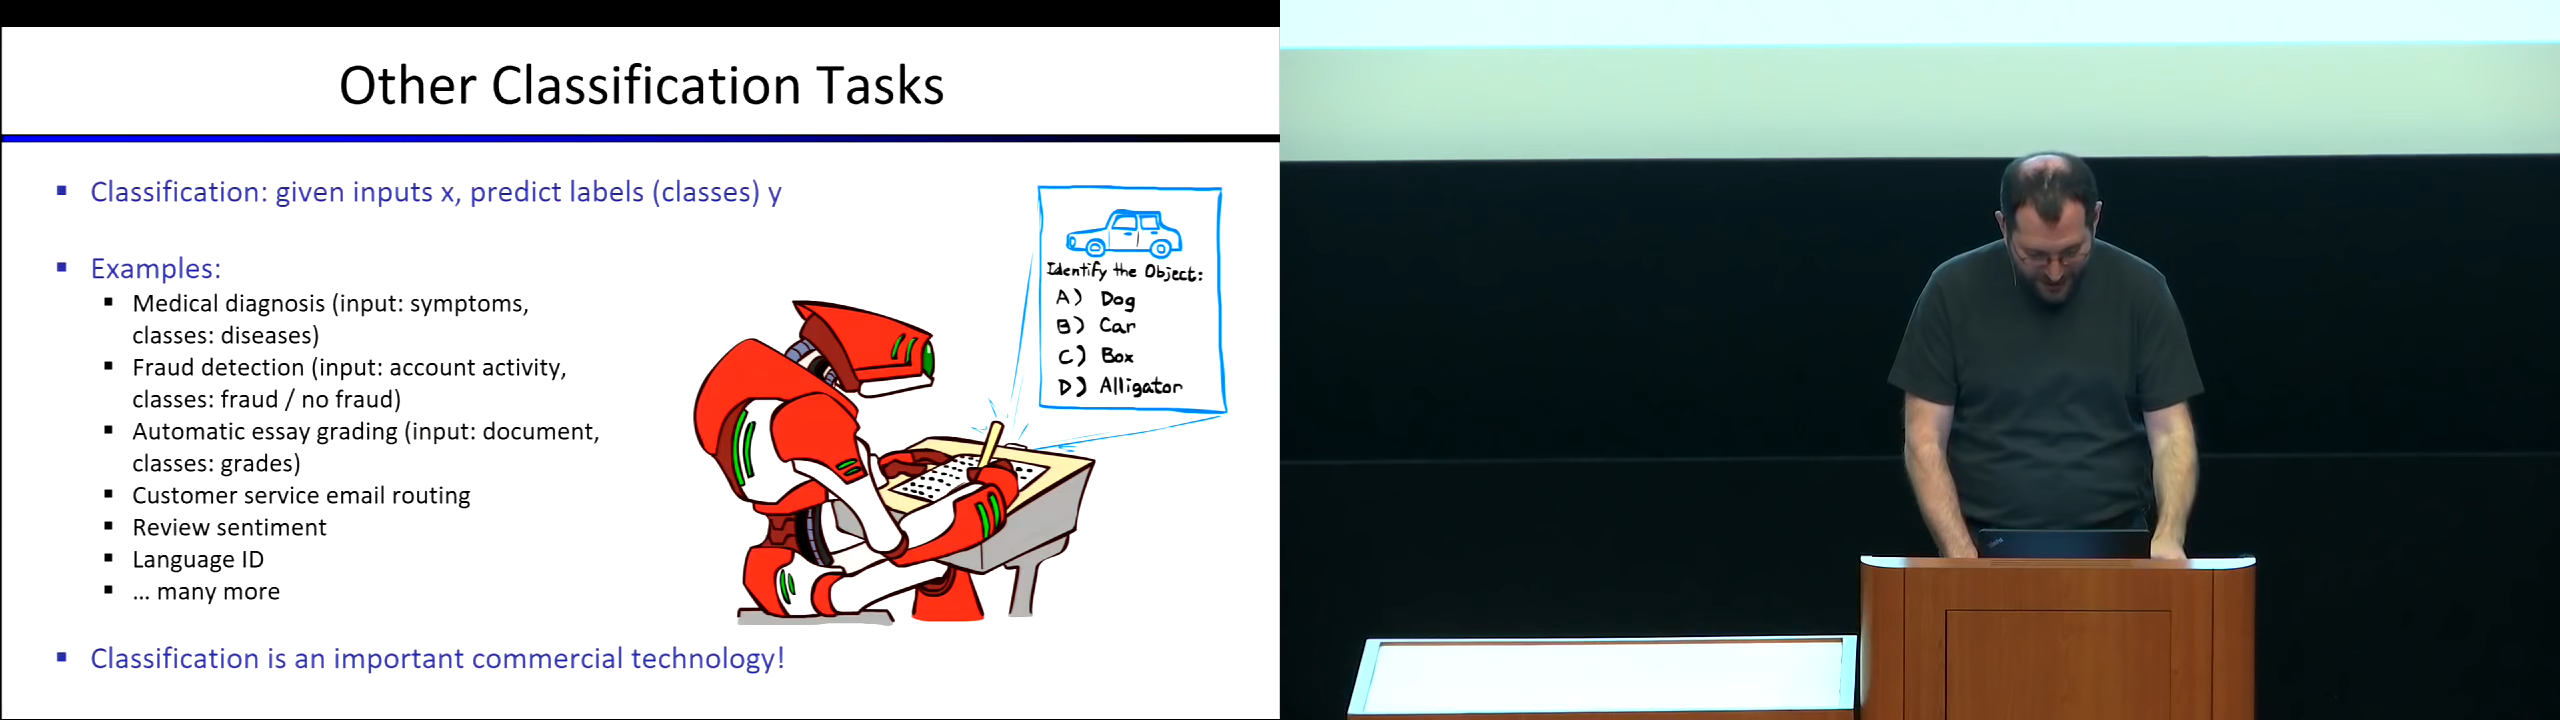 Other Classification Tasks
Classification: given inputs x, predict labels (classes) y
Examples:
Medical diagnosis (input: symptoms,
classes: diseases)
Fraud detection (input: account activity,
classes: fraud / no fraud)
Automatic essay grading (input: document,
classes: grades)
Customer service email routing
Review sentiment
Language ID
... many more
Classification is an important commercial technology!
Identify the Object:
A) Dog
B) Car
C) Box
D) Alligator